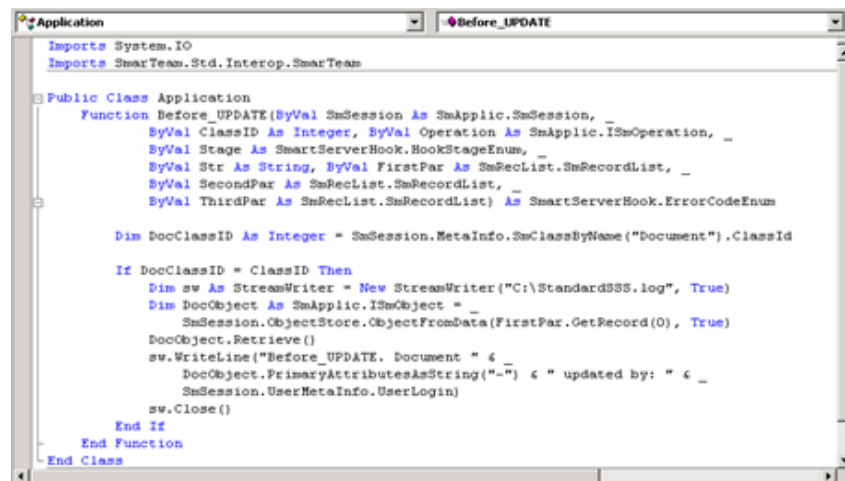 Application
Before_UPDATE
Imports System.IO
Imports SmarTeam.Std.Interop.SmarTeam
Public Class Application
Function Before_UPDATE(ByVal SmSession As SmApplic.SmSession, _
ByVal ClassID As Integer, ByVal Operation As SmApplic.ISmOperation, _
ByVal Stage As SmartServerHook.HookStageEnum, _
ByVal Str As String, ByVal FirstPar As SmRecList.SmRecordList, _
ByVal SecondPar As SmRecList.SmRecordList, _
ByVal ThirdPar As SmRecList.SmRecordList) As SmartServerHook.ErrorCodeEnum
Dim DocClassID As Integer = SmSession.MetaInfo.SmClassByName("Document").ClassId
If DocClassID = ClassID Then
Dim sw As StreamWriter = New StreamWriter("C:\StandardSSS.log", True)
Dim DocObject As SmApplic.ISmObject = _
SmSession.ObjectStore.ObjectFromData(FirstPar.GetRecord(0), True)
DocObject.Retrieve()
sw.WriteLine("Before_UPDATE. Document " & _
DocObject.PrimaryAttributesAsString("-") & " updated by: " & _
SmSession.UserMetaInfo.UserLogin)
sw.Close()
End If
End Function
End Class